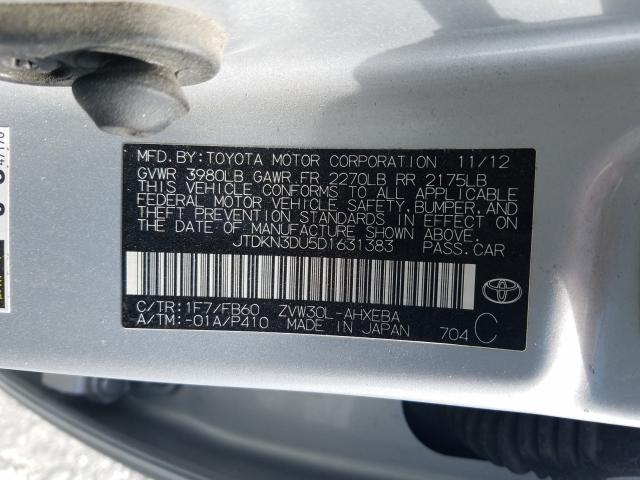 MFD. BY: TOYOTA MOTOR CORPORATION 11/12
GVWR 3980LB GAWR FR 2270LB RR 2175LB
THIS VEHICLE CONFORMS TO ALL APPLICABLE
FEDERAL MOTOR VEHICLE SAFETY, BUMPER, AND
THEFT PREVENTION STANDARDS IN EFFECT ON
THE DATE OF MANUFACTURE SHOWN ABOVE.
JTDKN3DU5D1631383 PASS. CAR
C/TR: 1F7/FB60 ZVW30L-AHXEBA
A/TM: -01A/P410 MADE IN JAPAN 704 C